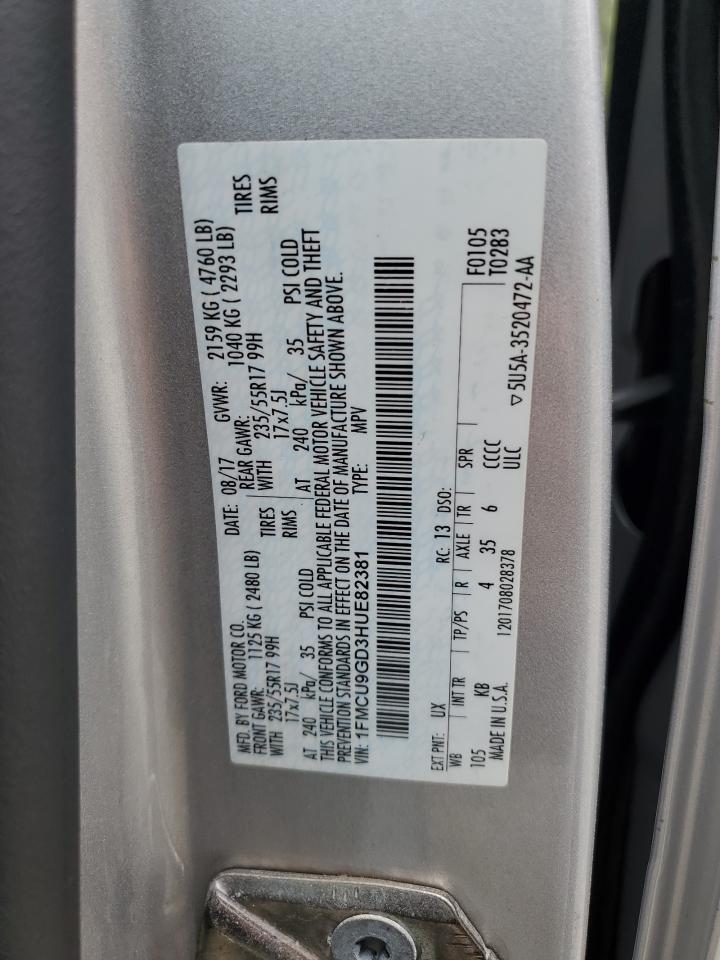 MFD. BY FORD MOTOR CO.
DATE: 08/17 GVWR: 2159 KG ( 4760 LB)
FRONT GAWR: 1125 KG ( 2480 LB) REAR GAWR: 1040 KG ( 2293 LB)
WITH 235/55R17 99H TIRES WITH 235/55R17 99H TIRES
17x7.5J RIMS 17x7.5J RIMS
AT 240 kPa/ 35 PSI COLD AT 240 kPa/ 35 PSI COLD
THIS VEHICLE CONFORMS TO ALL APPLICABLE FEDERAL MOTOR VEHICLE SAFETY AND THEFT
PREVENTION STANDARDS IN EFFECT ON THE DATE OF MANUFACTURE SHOWN ABOVE.
VIN: 1FMCU9GD3HUE82381 TYPE: MPV
EXT PNT: UX RC: 13 DSO: F0105
T0283
WB INT TR TP/PS R AXLE TR SPR
105 KB 4 35 6 CCCC
ULC
MADE IN U.S.A. 1201708028378 ▽5U5A-3520472-AA